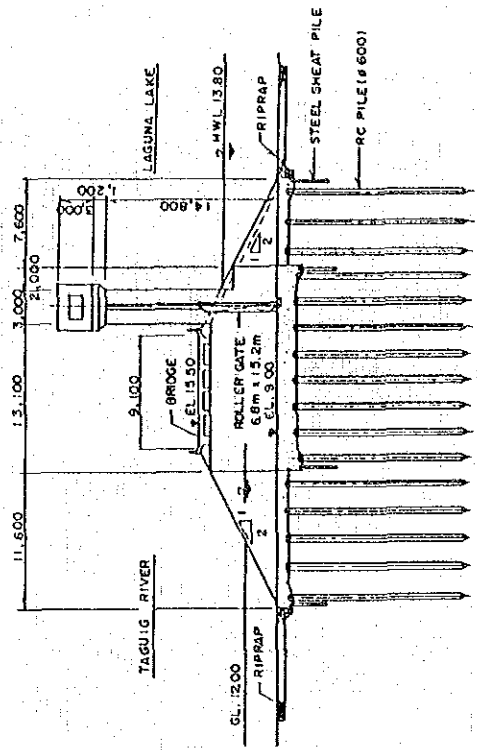 11,600
13,100
3,000
2,000
7,600
TAGUIG RIVER
LAGUNA LAKE
3,000
1,200
14,800
9,100
BRIDGE
EL.15.50
HWL 13.80
GL. 12.00
1
2
1
2
ROLLER GATE
6.8m x 15.2m
EL. 9.00
RIPRAP
RIPRAP
STEEL SHEAT PILE
RC PILE (ø 600)